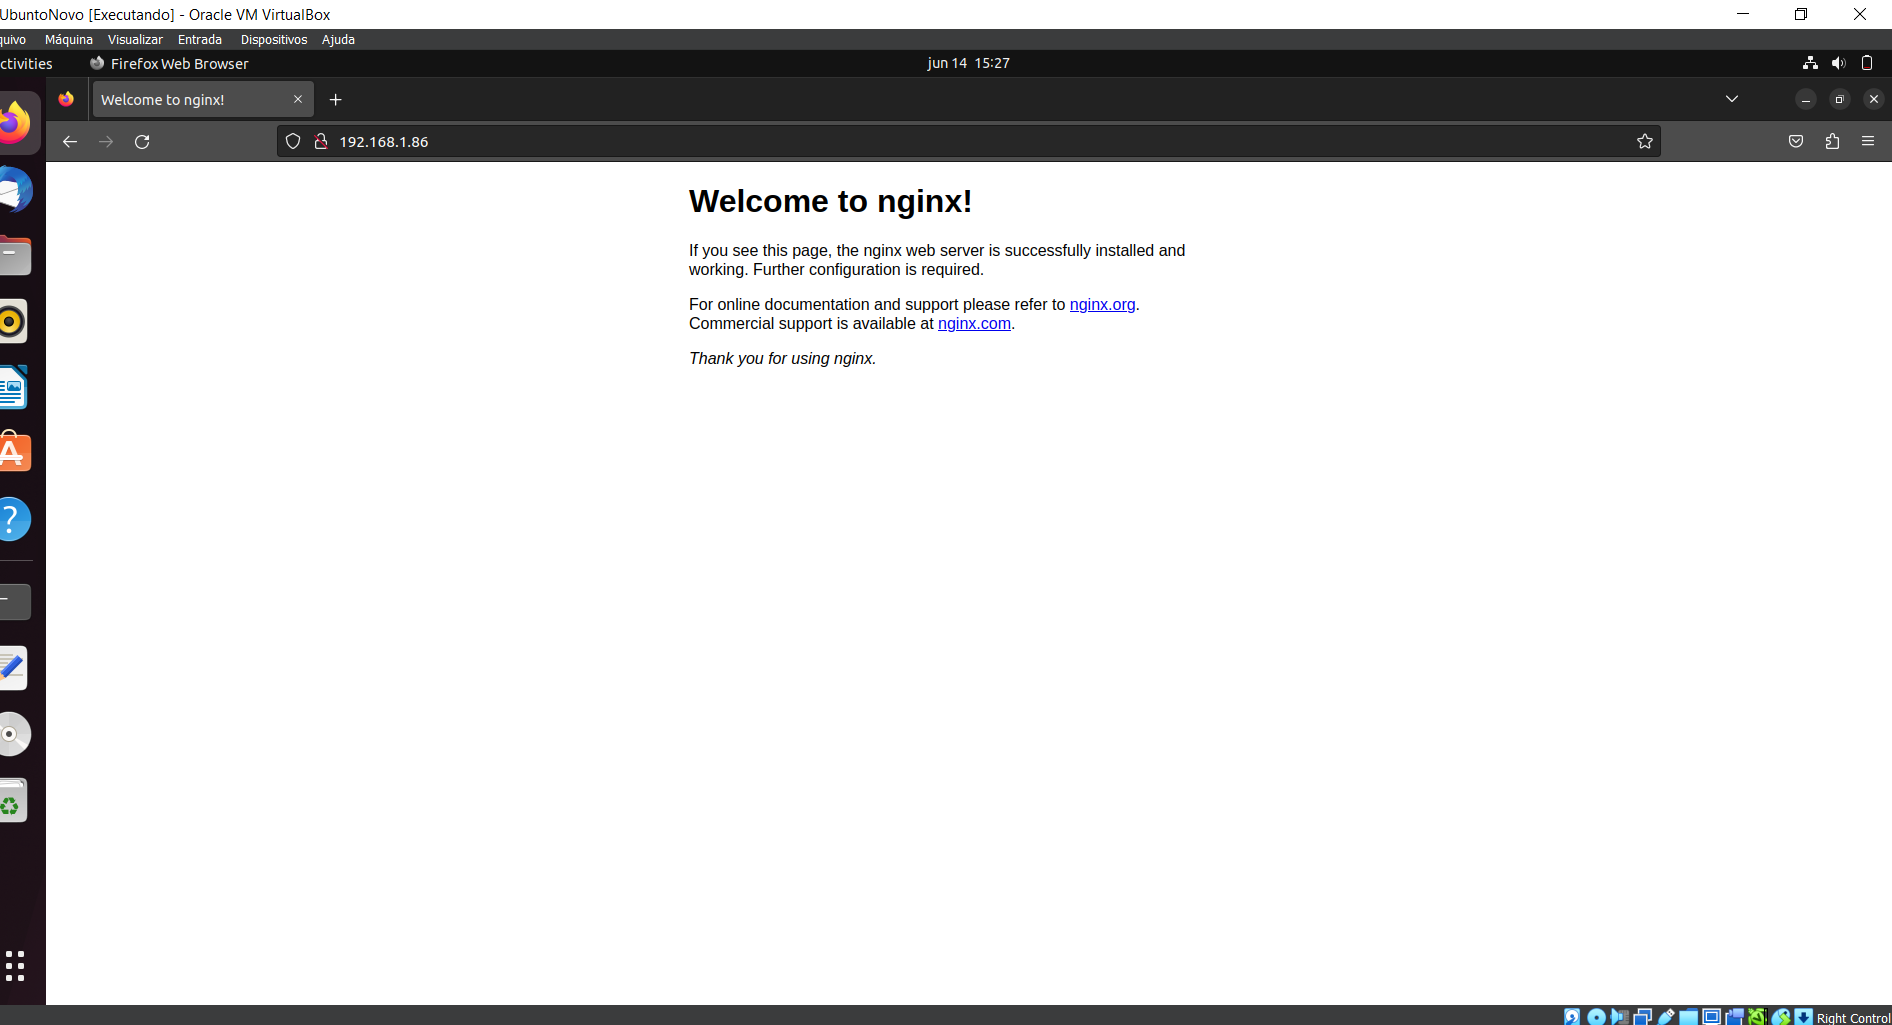 UbuntoNovo [Executando] - Oracle VM VirtualBox
quivo Máquina Visualizar Entrada Dispositivos Ajuda
ctivities Firefox Web Browser jun 14 15:27
Welcome to nginx!
192.168.1.86
Welcome to nginx!
If you see this page, the nginx web server is successfully installed and
working. Further configuration is required.
For online documentation and support please refer to nginx.org.
Commercial support is available at nginx.com.
Thank you for using nginx.
Right Control